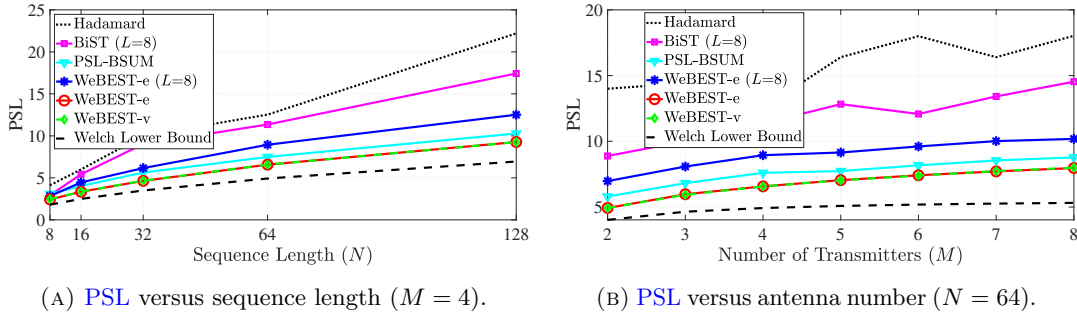 25
20
15
10
5
0
PSL
Hadamard
BiST (L=8)
PSL-BSUM
WeBEST-e (L=8)
WeBEST-e
WeBEST-v
Welch Lower Bound
8 16 32 64 128
Sequence Length (N)
(A) PSL versus sequence length (M = 4).
20
15
10
5
PSL
Hadamard
BiST (L=8)
PSL-BSUM
WeBEST-e (L=8)
WeBEST-e
WeBEST-v
Welch Lower Bound
2 3 4 5 6 7 8
Number of Transmitters (M)
(B) PSL versus antenna number (N = 64).